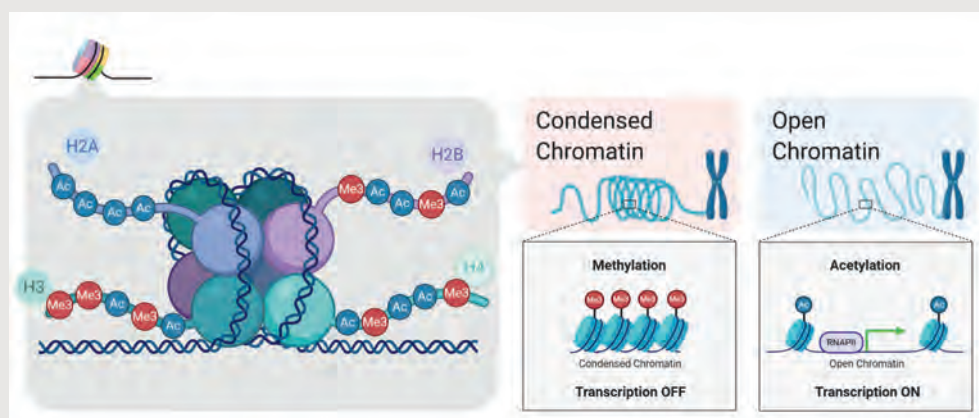 H2A
Ac
Ac
Ac
Ac
H2B
Me3
Ac
Ac
Me3
Ac
H3
Me3
Me3
Ac
Me3
Ac
H4
Ac
Me3
Ac
Ac
Me3
Condensed
Chromatin
Methylation
Me3 Me3 Me3 Me3
Condensed Chromatin
Transcription OFF
Open
Chromatin
Acetylation
Ac Ac
RNAPII
Open Chromatin
Transcription ON